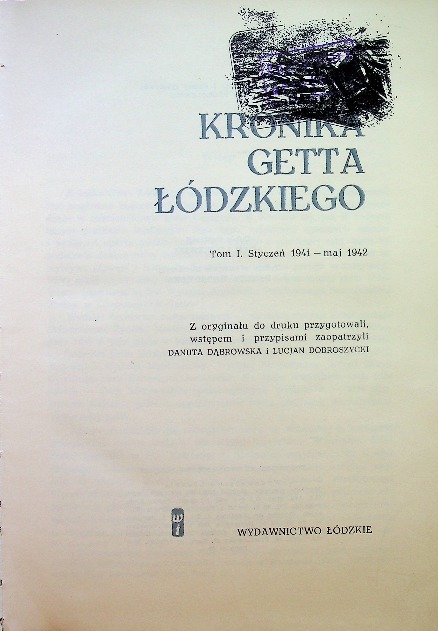 KRONIKA
GETTA
ŁÓDZKIEGO
Tom I. Styczeń 1941 – maj 1942
Z oryginału do druku przygotowali,
wstępem i przypisami zaopatrzyli
DANUTA DĄBROWSKA i LUCJAN DOBROSZYCKI
WYDAWNICTWO ŁÓDZKIE